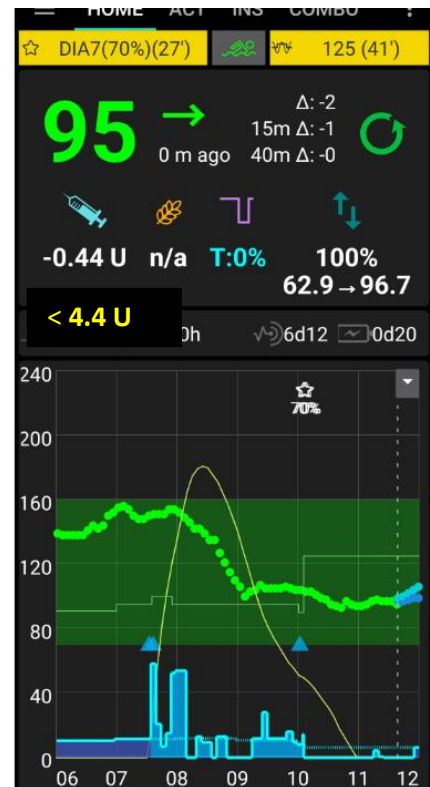 HOME ACT INS COMBO
DIA7(70%)(27') 125 (41')
95 Δ: -2
15m Δ: -1
0 m ago 40m Δ: -0
-0.44 U n/a T:0% 100%
62.9→96.7
< 4.4 U 0h 6d12 0d20
240
70%
200
160
120
80
40
0
06 07 08 09 10 11 12